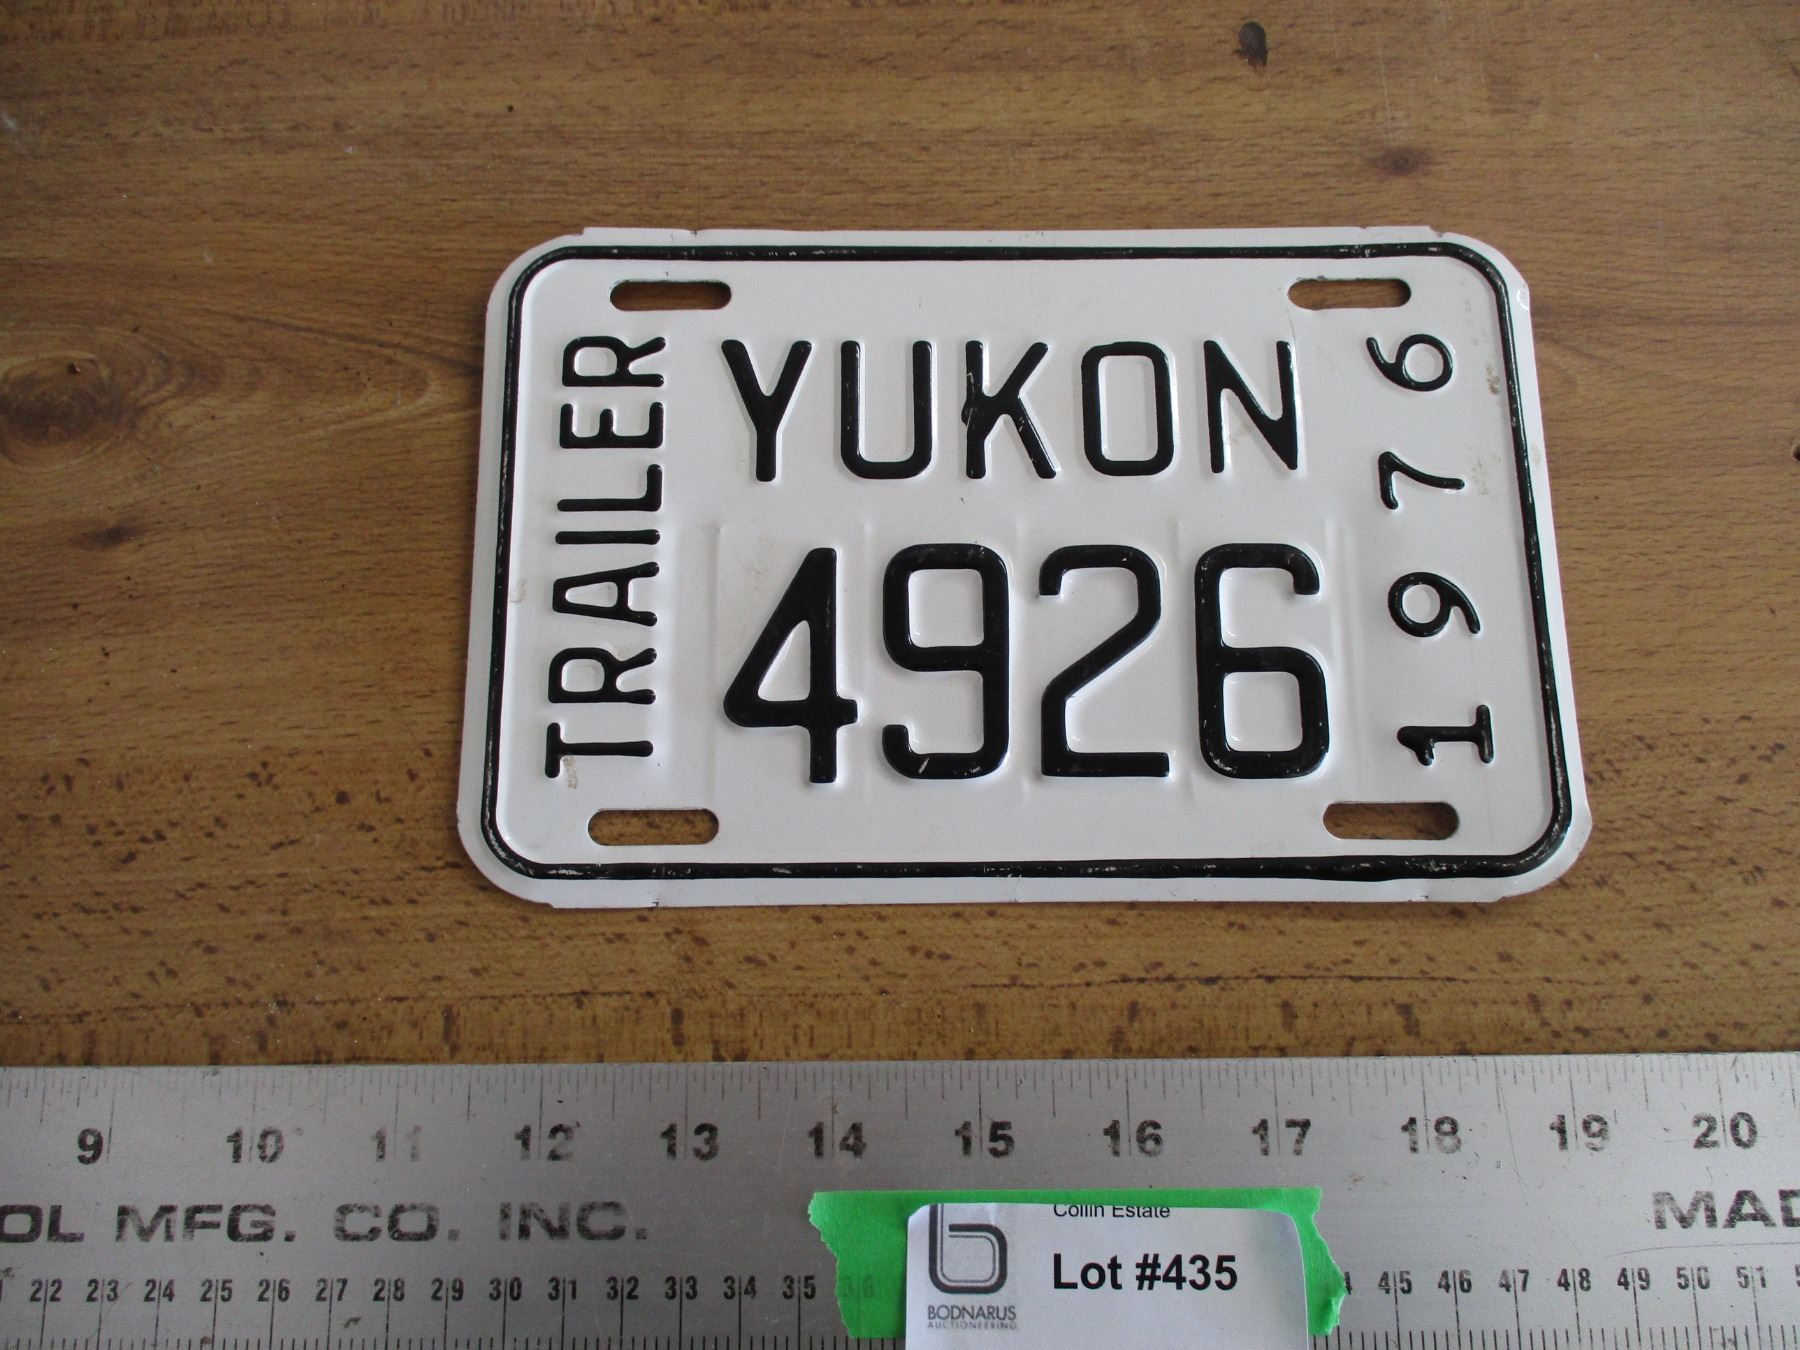 TRAILER
YUKON
1976
4926
9 10 11 12 13 14 15 16 17 18 19 20
OL MFG. CO. INC.
MAD
Collin Estate
Lot #435
BODNARUS
AUCTIONEERING
22 23 24 25 26 27 28 29 30 31 32 33 34 35 36
45 46 47 48 49 50 51